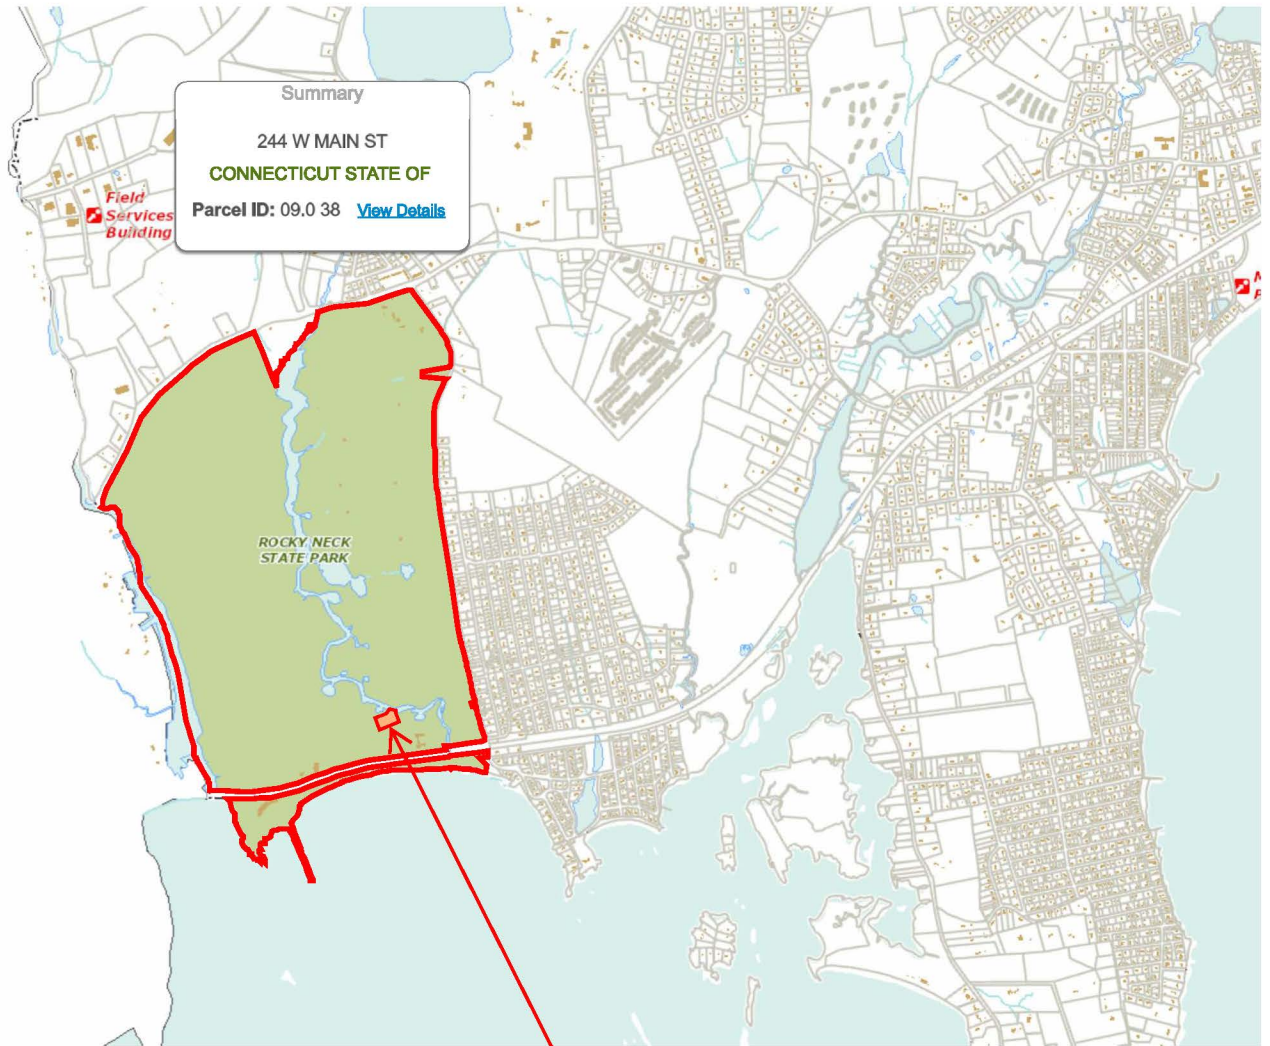 Summary
244 W MAIN ST
CONNECTICUT STATE OF
Parcel ID: 09.0 38 View Details
Field
Services
Building
ROCKY NECK
STATE PARK